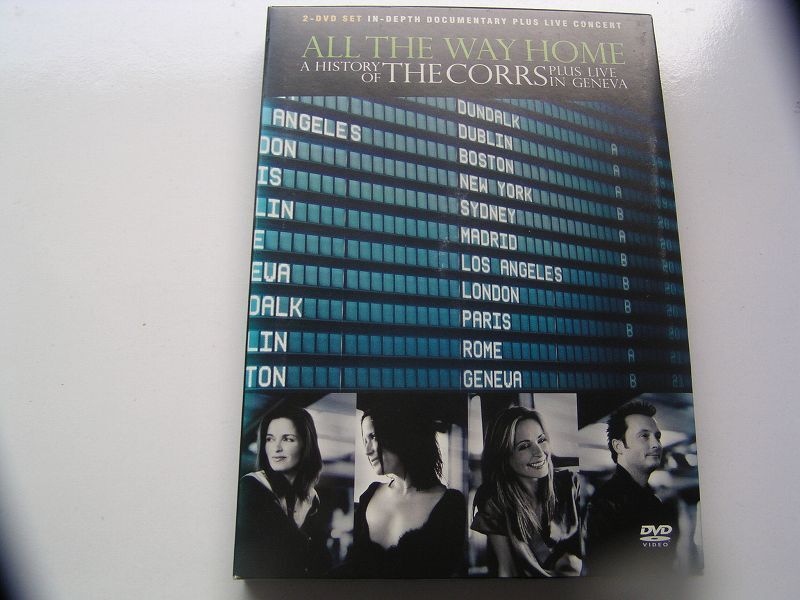 2-DVD SET IN-DEPTH DOCUMENTARY PLUS LIVE CONCERT
ALL THE WAY HOME
A HISTORY OF THE CORRS PLUS LIVE IN GENEVA
DUNDALK
ANGELES DUBLIN A
DON BOSTON A
IS NEW YORK A
LIN SYDNEY B
E MADRID A
EVA LOS ANGELES B
DALK LONDON B
LIN PARIS B
TON ROME A
GENEVA B
DVD
VIDEO